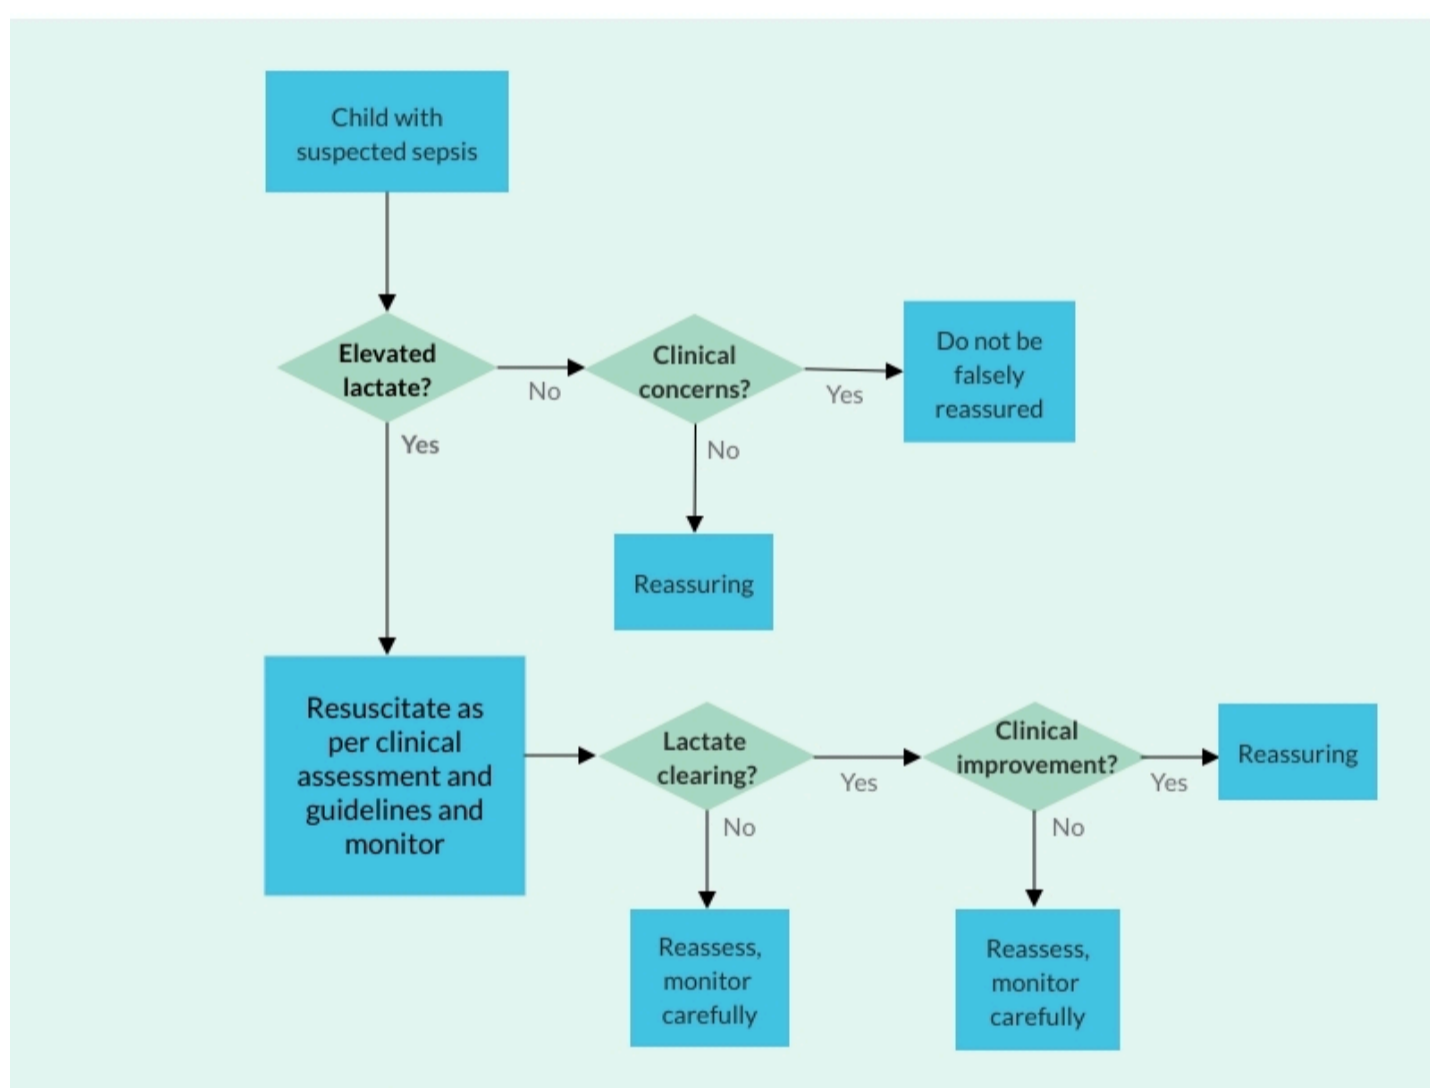 Child with
suspected sepsis
Elevated
lactate?
No
Clinical
concerns?
Yes
Do not be
falsely
reassured
Yes
No
Reassuring
Resuscitate as
per clinical
assessment and
guidelines and
monitor
Lactate
clearing?
Yes
Clinical
improvement?
Yes
Reassuring
No
No
Reassess,
monitor
carefully
Reassess,
monitor
carefully